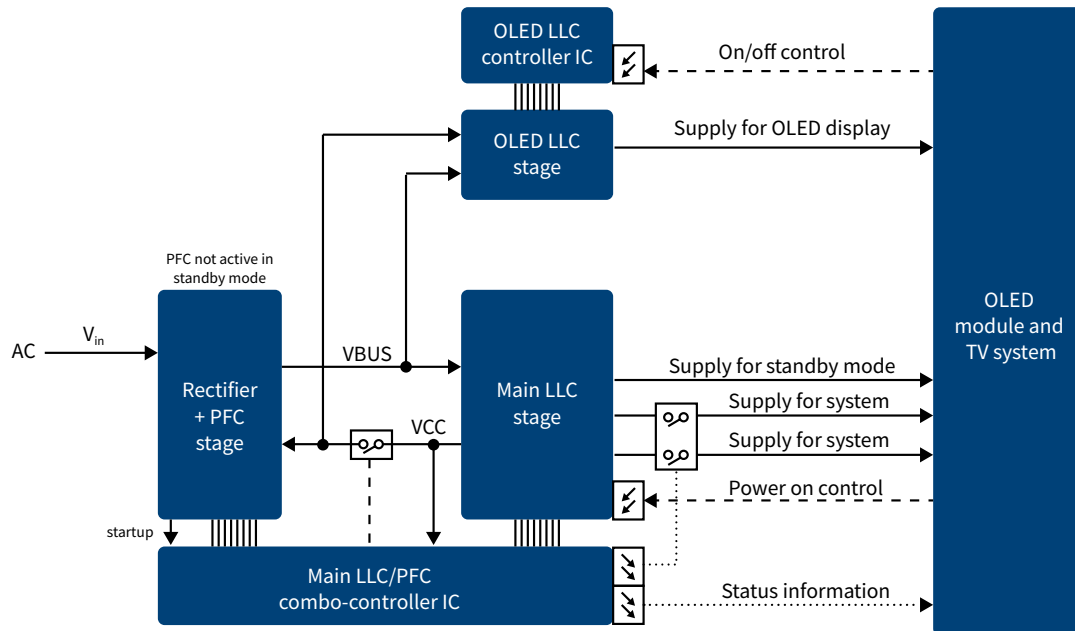 OLED LLC
controller IC
On/off control
OLED LLC
stage
Supply for OLED display
PFC not active in
standby mode
AC
Vin
Rectifier
+ PFC
stage
VBUS
VCC
Main LLC
stage
Supply for standby mode
Supply for system
Supply for system
Power on control
OLED
module and
TV system
startup
Main LLC/PFC
combo-controller IC
Status information